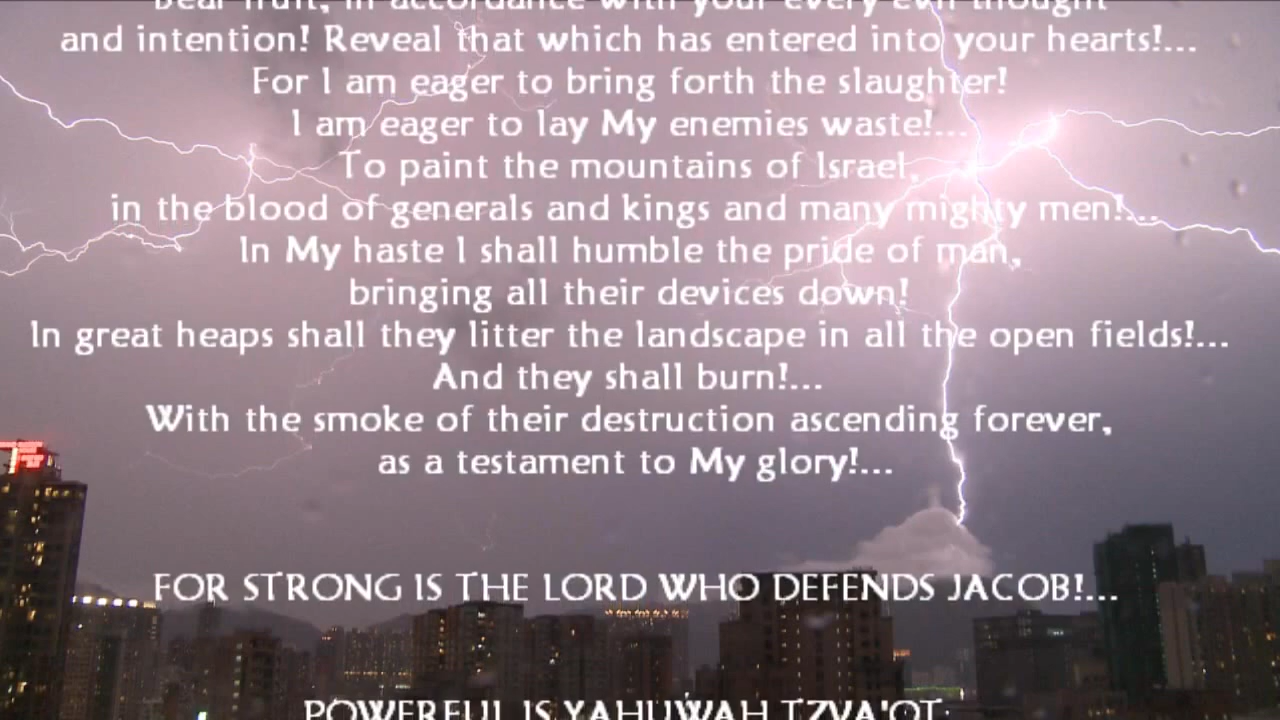 Bear fruit, in accordance with your every evil thought
and intention! Reveal that which has entered into your hearts!...
For I am eager to bring forth the slaughter!
I am eager to lay My enemies waste!...
To paint the mountains of Israel,
in the blood of generals and kings and many mighty men!...
In My haste I shall humble the pride of man,
bringing all their devices down!
In great heaps shall they litter the landscape in all the open fields!...
And they shall burn!...
With the smoke of their destruction ascending forever,
as a testament to My glory!...
FOR STRONG IS THE LORD WHO DEFENDS JACOB!...
POWERFUL IS YAHUWAH TZVA'OT;